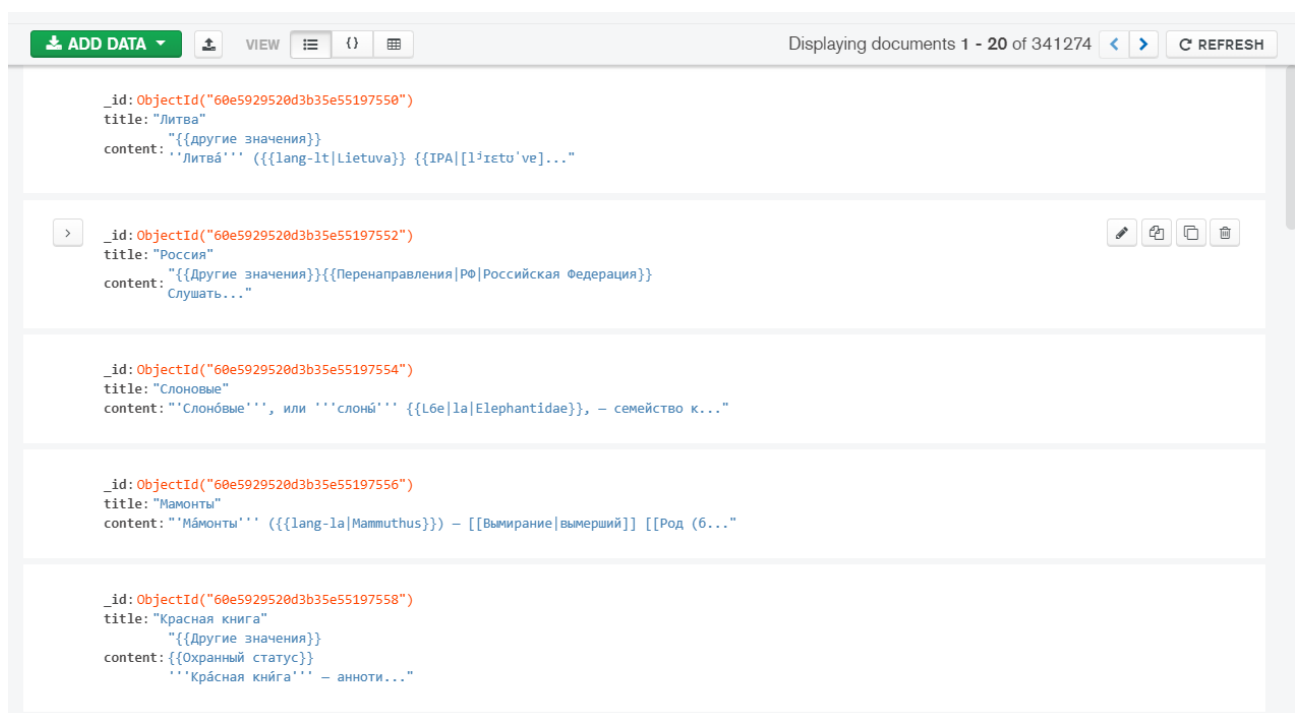 ADD DATA VIEW {} Displaying documents 1 - 20 of 341274 < > REFRESH
_id: ObjectId("60e5929520d3b35e55197550")
title: "Литва"
"{{другие значения}}
content: ''Литва́''' ({{lang-lt|Lietuva}} {{IPA|[lʲɪɛtʊˈvɐ]..."
> _id: ObjectId("60e5929520d3b35e55197552")
title: "Россия"
"{{Другие значения}}{{Перенаправления|РФ|Российская Федерация}}
content:
Слушать..."
_id: ObjectId("60e5929520d3b35e55197554")
title: "Слоновые"
content: "'Слоно́вые''', или '''слоны́''' {{L6e|la|Elephantidae}}, — семейство к..."
_id: ObjectId("60e5929520d3b35e55197556")
title: "Мамонты"
content: "'Ма́монты''' ({{lang-la|Mammuthus}}) — [[Вымирание|вымерший]] [[Род (б..."
_id: ObjectId("60e5929520d3b35e55197558")
title: "Красная книга"
"{{Другие значения}}
content: {{Охранный статус}}
'''Кра́сная кни́га''' — анноти..."